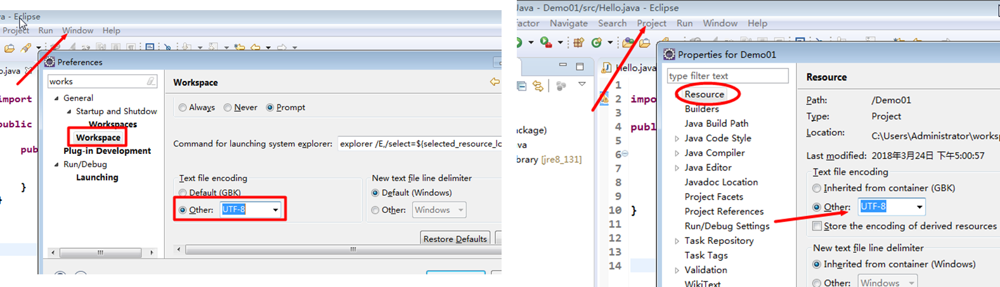 va - Eclipse
Project Run Window Help
Preferences
o.java
works
Workspace
General
Startup and Shutdow
Always Never Prompt
Workspaces
Workspace
Command for launching system explorer: explorer /E,/select=${selected_resource_lo
Plug-in Development
Run/Debug
Launching
Text file encoding
New text file line delimiter
Default (GBK)
Default (Windows)
Other: UTF-8
Other: Windows
Restore Defaults
import
public
pub
}
}
Java - Demo01/src/Hello.java - Eclipse
factor Navigate Search Project Run Window Help
Properties for Demo01
Hello.java
ackage)
va
ibrary [jre8_131]
1
2 impo
3
4 publ
5
6
7
8
9
10 }
11
12
13
14
type filter text
Resource
Builders
Java Build Path
Java Code Style
Java Compiler
Java Editor
Javadoc Location
Project Facets
Project References
Run/Debug Settings
Task Repository
Task Tags
Validation
WikiText
Resource
Path: /Demo01
Type: Project
Location: C:\Users\Administrator\worksp
Last modified: 2018年3月24日 下午5:00:57
Text file encoding
Inherited from container (GBK)
Other: UTF-8
Store the encoding of derived resources
New text file line delimiter
Inherited from container (Windows)
Other: Windows